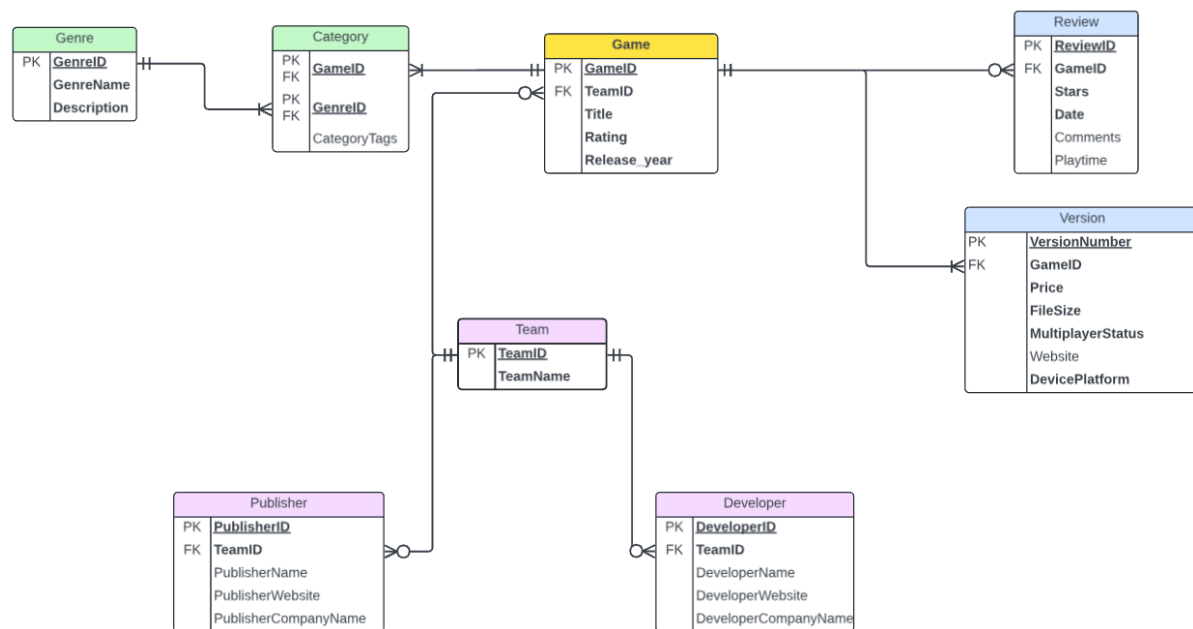 Genre
PK GenreID
GenreName
Description
Category
PK
FK GameID
PK
FK GenreID
CategoryTags
Game
PK GameID
FK TeamID
Title
Rating
Release_year
Review
PK ReviewID
FK GameID
Stars
Date
Comments
Playtime
Version
PK VersionNumber
FK GameID
Price
FileSize
MultiplayerStatus
Website
DevicePlatform
Team
PK TeamID
TeamName
Publisher
PK PublisherID
FK TeamID
PublisherName
PublisherWebsite
PublisherCompanyName
Developer
PK DeveloperID
FK TeamID
DeveloperName
DeveloperWebsite
DeveloperCompanyName